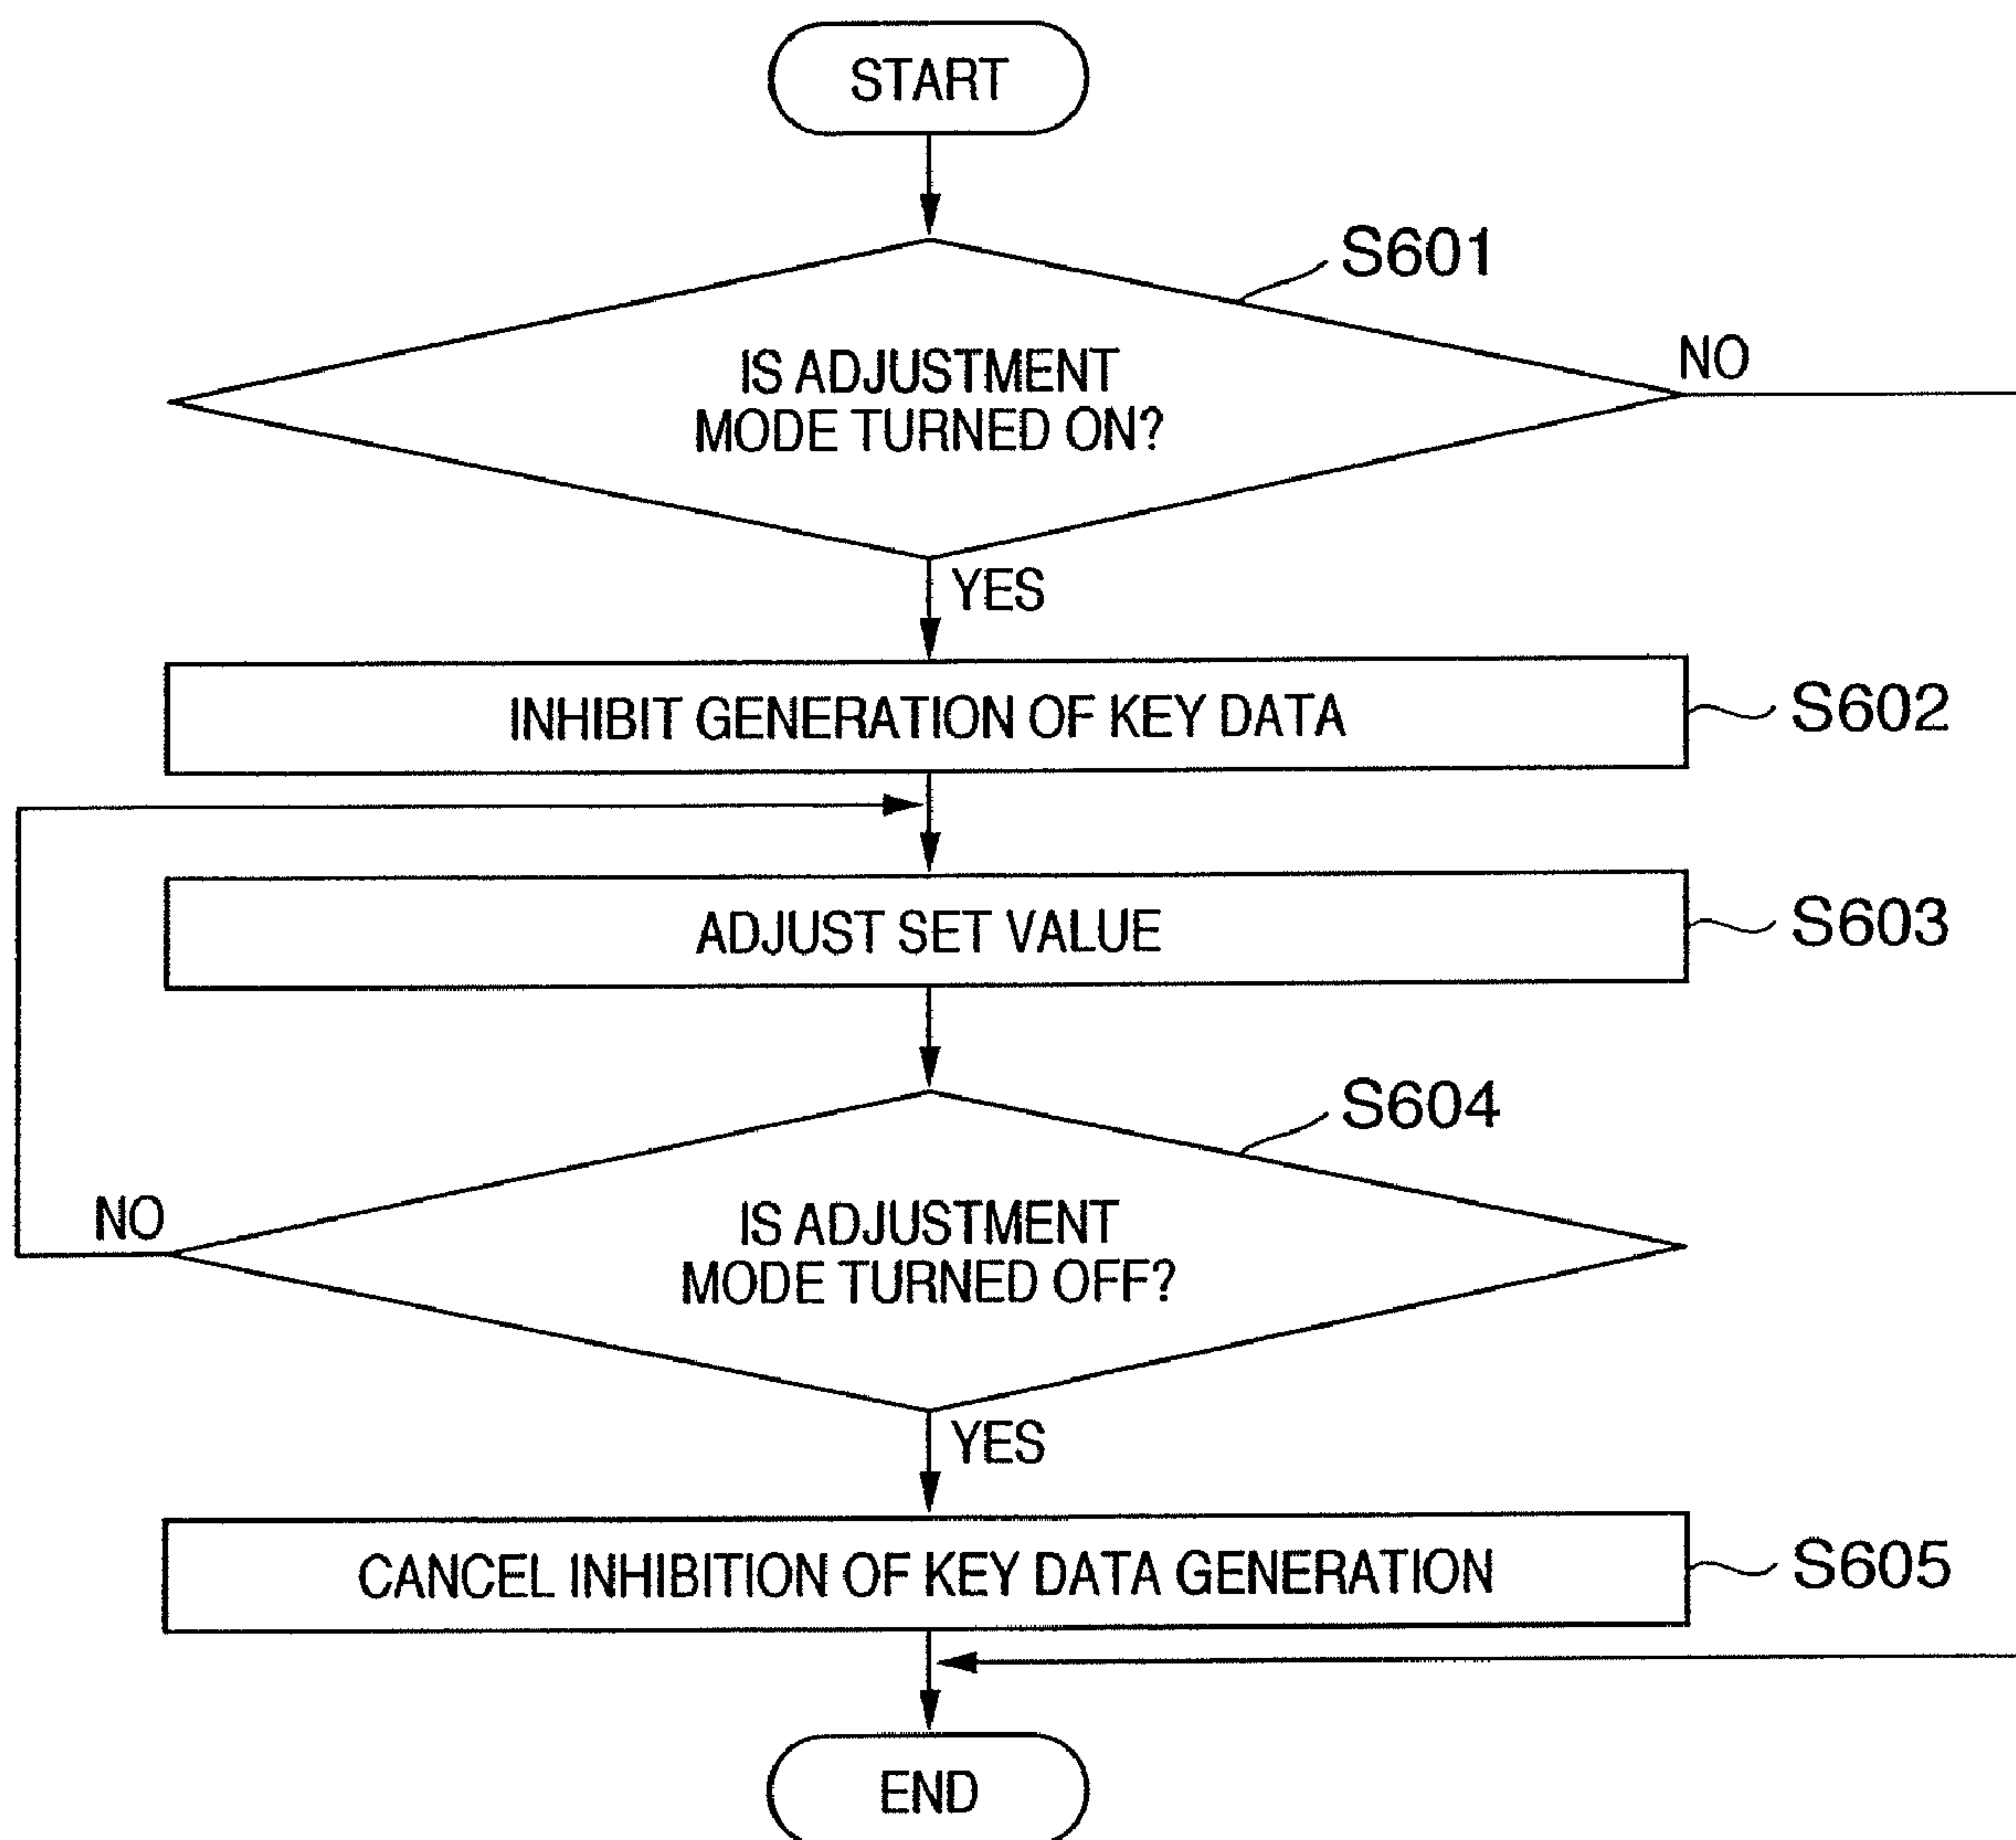 START
S601
IS ADJUSTMENT
MODE TURNED ON?
NO
YES
INHIBIT GENERATION OF KEY DATA
S602
ADJUST SET VALUE
S603
S604
IS ADJUSTMENT
MODE TURNED OFF?
NO
YES
CANCEL INHIBITION OF KEY DATA GENERATION
S605
END